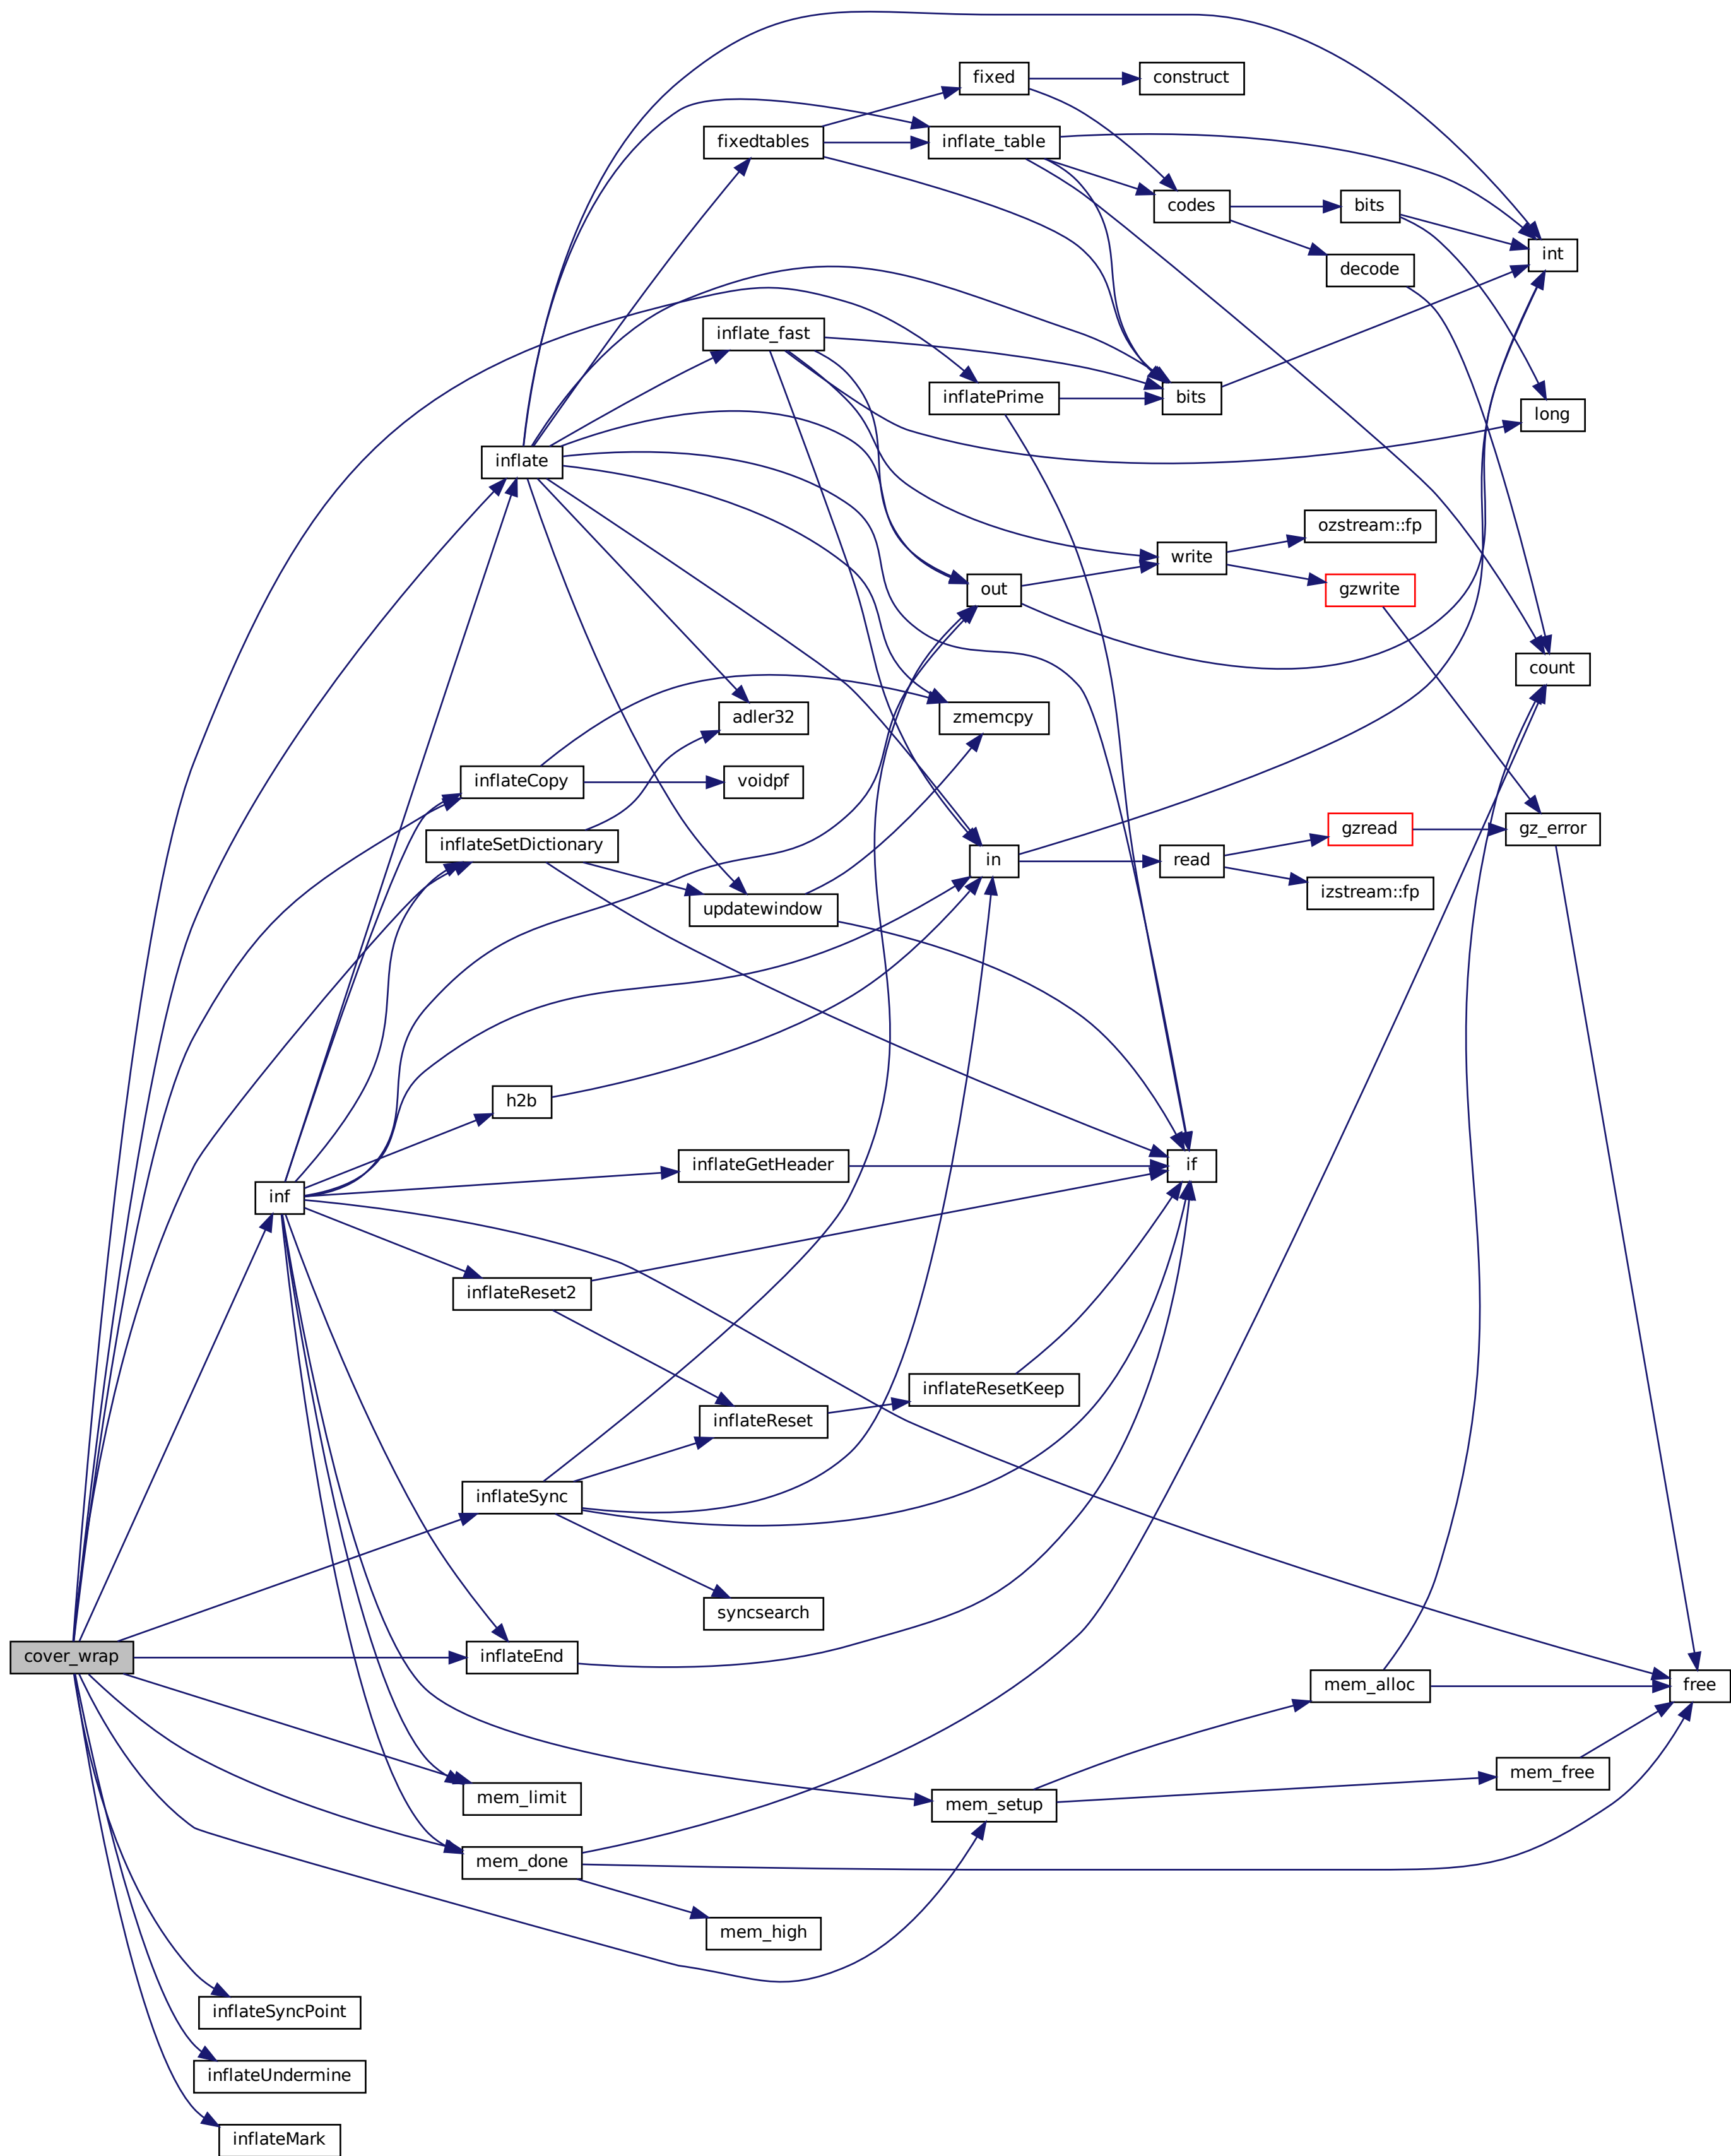 fixed
construct
fixedtables
inflate_table
codes
bits
int
decode
inflate_fast
inflatePrime
bits
long
inflate
ozstream::fp
write
out
gzwrite
count
adler32
zmemcpy
inflateCopy
voidpf
inflateSetDictionary
in
read
gzread
gz_error
izstream::fp
updatewindow
h2b
inflateGetHeader
if
inf
inflateReset2
inflateResetKeep
inflateReset
inflateSync
syncsearch
cover_wrap
inflateEnd
mem_alloc
free
mem_free
mem_limit
mem_setup
mem_done
mem_high
inflateSyncPoint
inflateUndermine
inflateMark